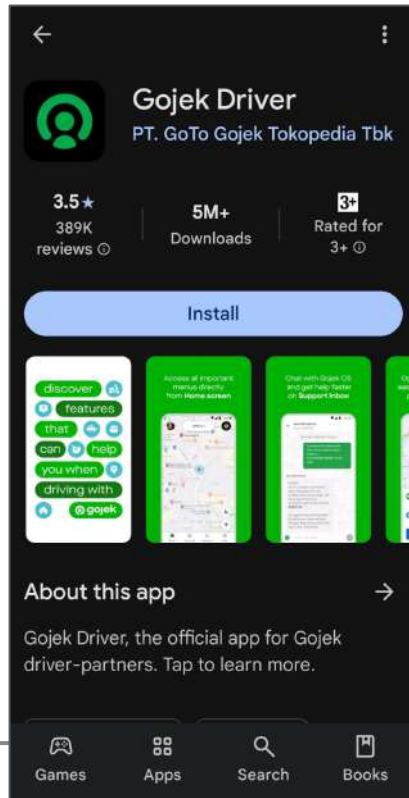 Gojek Driver
PT. GoTo Gojek Tokopedia Tbk
3.5★
389K
reviews
5M+
Downloads
3+
Rated for
3+
Install
discover
features
that
can help
you when
driving with
gojek
Access all important
menus directly
from Home screen
Chat with Gojek CS
and get help faster
on Support Inbox
About this app
Gojek Driver, the official app for Gojek
driver-partners. Tap to learn more.
Games
Apps
Search
Books